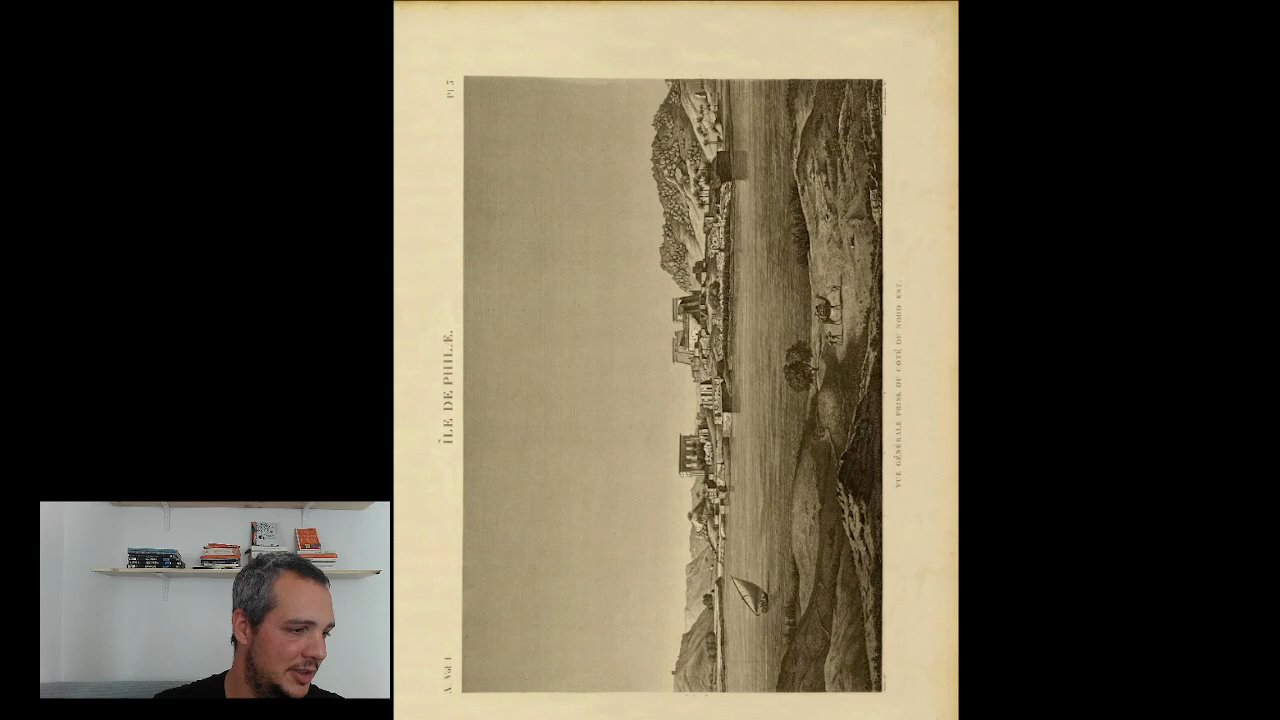 A. Vol. I
ÎLE DE PHILÆ.
Pl. 3
VUE GÉNÉRALE PRISE DU CÔTÉ DU NORD EST.